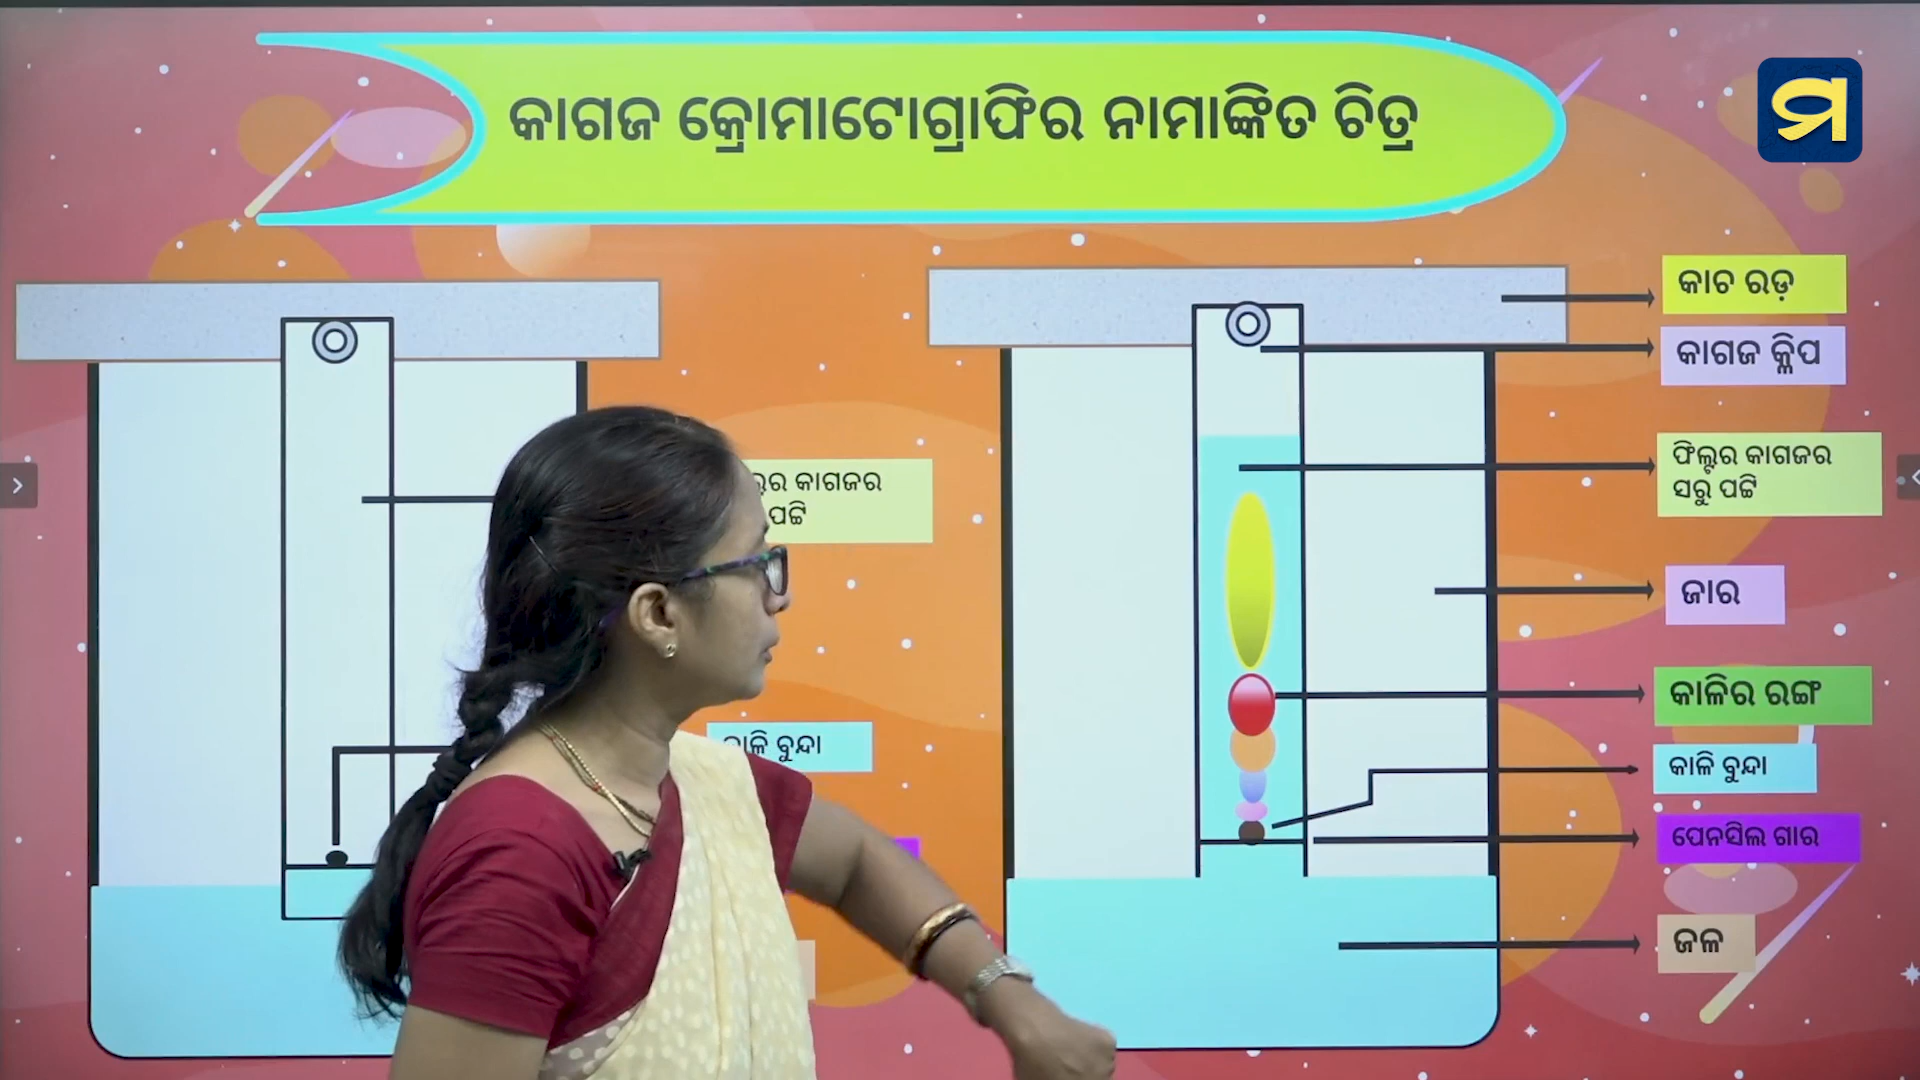 କାଗଜ କ୍ରୋମାଟୋଗ୍ରାଫିର ନାମାଙ୍କିତ ଚିତ୍ର
ମ
କାଗଜର
ପଟ୍ଟି
ବୁନ୍ଦା
କାଚ ରଡ଼
କାଗଜ କ୍ଲିପ
ଫିଲ୍ଟର କାଗଜର
ସରୁ ପଟ୍ଟି
ଜାର
କାଳିର ରଙ୍ଗ
କାଳି ବୁନ୍ଦା
ପେନସିଲ ଗାର
ଜଳ